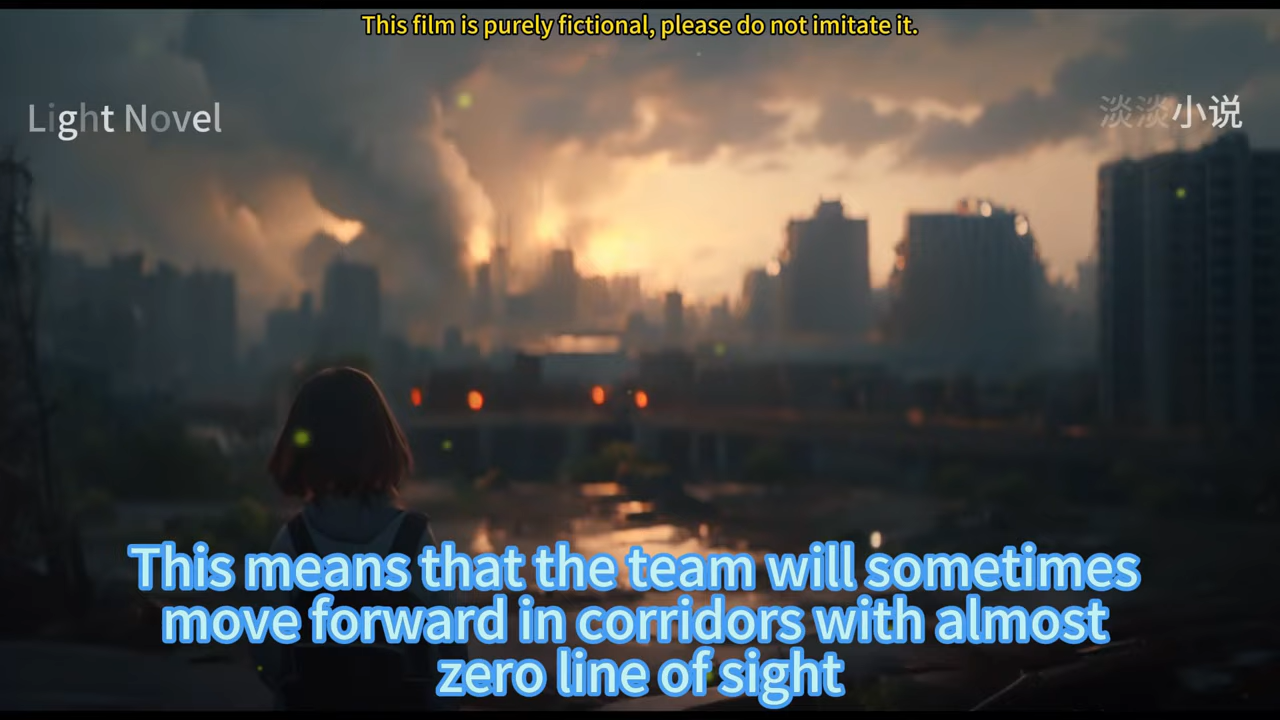 This film is purely fictional, please do not imitate it.
Light Novel
淡淡小说
This means that the team will sometimes
move forward in corridors with almost
zero line of sight